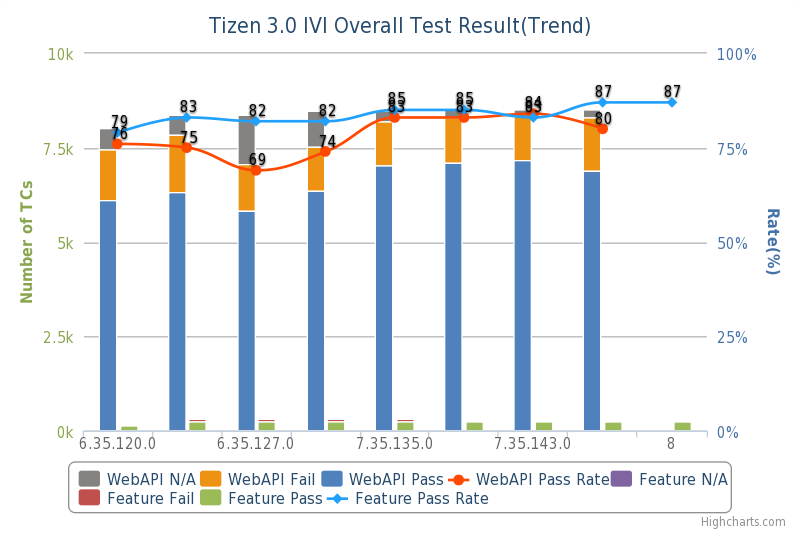 Tizen 3.0 IVI Overall Test Result(Trend)
10k
7.5k
5k
2.5k
0k
Number of TCs
100%
75%
50%
25%
0%
Rate(%)
79 83 82 82 85 85 83 87 87
76 75 69 74 83 83 84 80
6.35.120.0 6.35.127.0 7.35.135.0 7.35.143.0 8
WebAPI N/A WebAPI Fail WebAPI Pass WebAPI Pass Rate Feature N/A
Feature Fail Feature Pass Feature Pass Rate
Highcharts.com